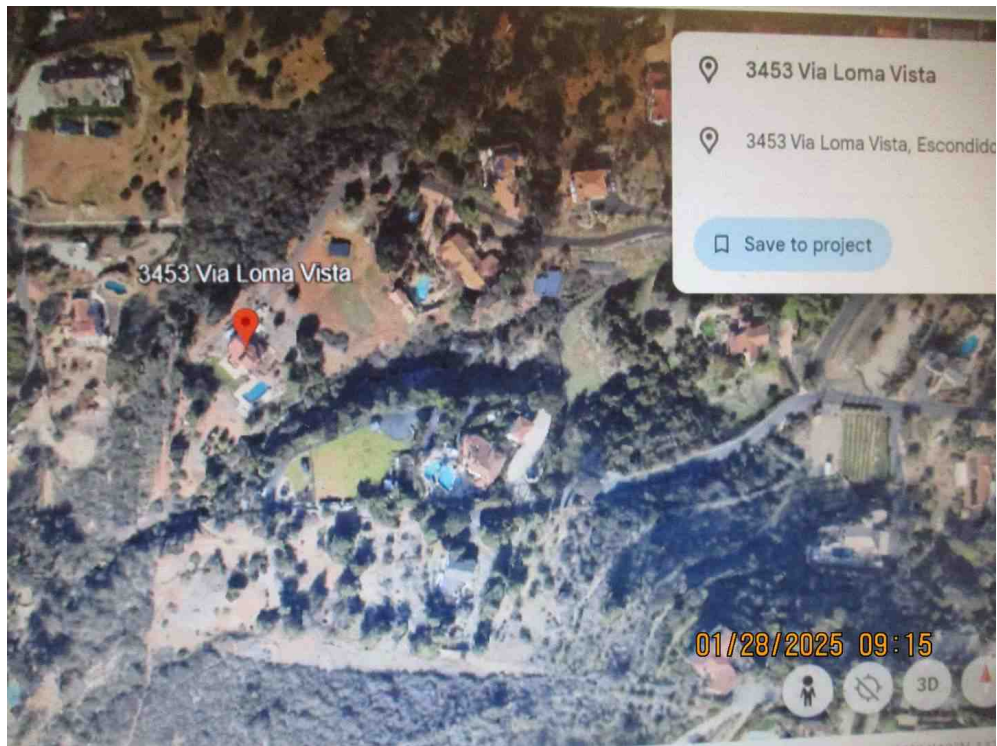 3453 Via Loma Vista
3453 Via Loma Vista, Escondido
Save to project
3453 Via Loma Vista
01/28/2025 09:15
3D